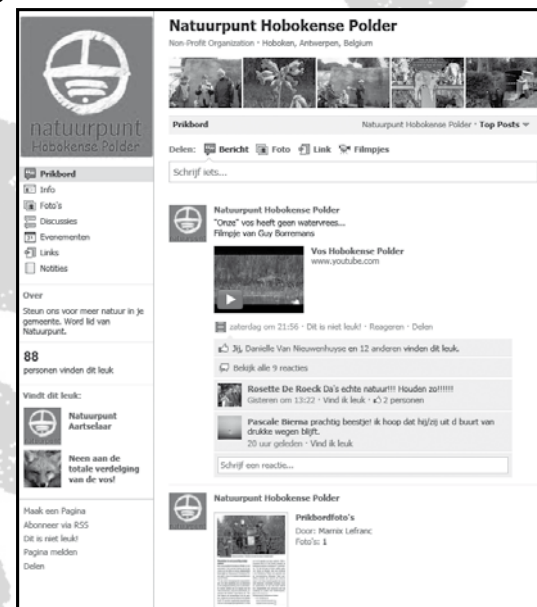 natuurpunt
Hobokense Polder
Prikbord
Info
Foto's
Discussies
Evenementen
Links
Notities
Over
Steun ons voor meer natuur in je
gemeente. Word lid van
Natuurpunt.
88
personen vinden dit leuk
Vindt dit leuk:
Natuurpunt
Aartselaar
Neen aan de
totale verdelging
van de vos!
Maak een Pagina
Abonneer via RSS
Dit is niet leuk!
Pagina melden
Delen
Natuurpunt Hobokense Polder
Non-Profit Organization · Hoboken, Antwerpen, Belgium
Prikbord Natuurpunt Hobokense Polder · Top Posts
Delen: Bericht Foto Link Filmpjes
Schrijf iets...
Natuurpunt Hobokense Polder
"Onze" vos heeft geen watervrees...
Filmpje van Guy Borremans
Vos Hobokense Polder
www.youtube.com
zaterdag om 21:56 · Dit is niet leuk! · Reageren · Delen
Jij, Danielle Van Nieuwenhuyse en 12 anderen vinden dit leuk.
Bekijk alle 9 reacties
Rosette De Roeck Da's echte natuur!!! Houden zo!!!!!!
Gisteren om 13:22 · Vind ik leuk · 2 personen
Pascale Bierna prachtig beestje! ik hoop dat hij/zij uit d buurt van
drukke wegen blijft.
20 uur geleden · Vind ik leuk
Schrijf een reactie...
Natuurpunt Hobokense Polder
Prikbordfoto's
Door: Marnix Lefranc
Foto's: 1